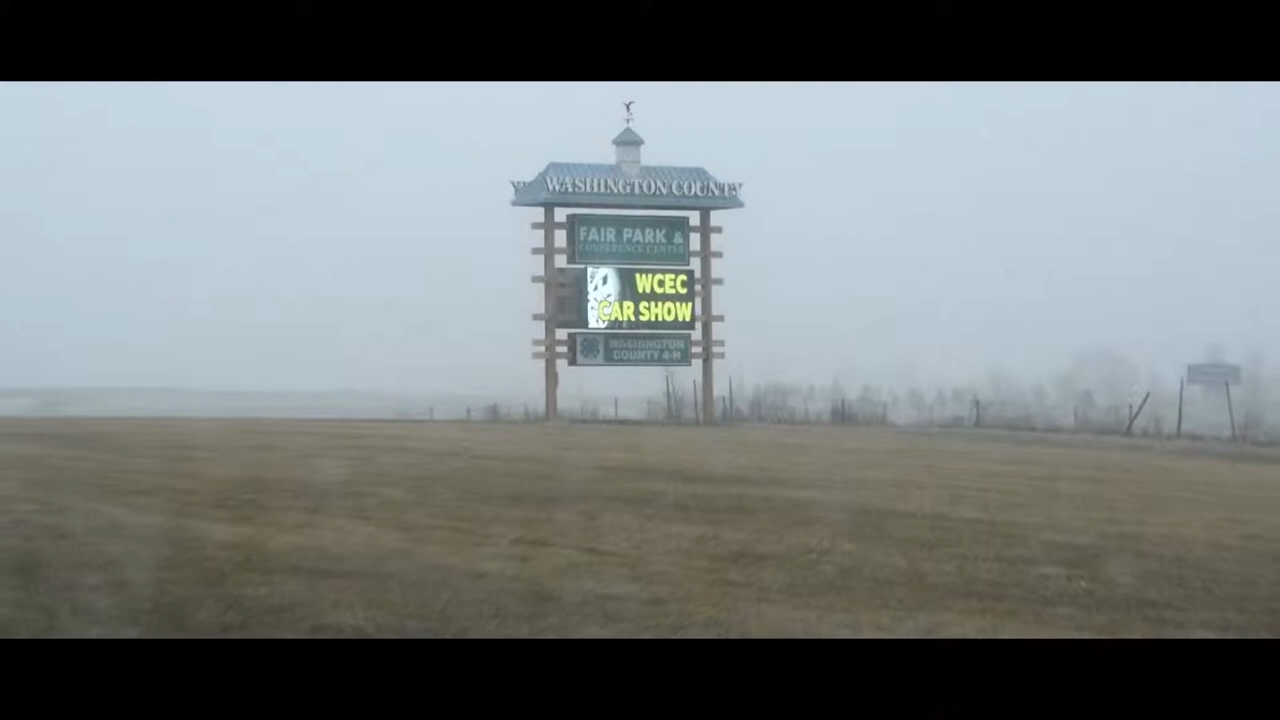 WASHINGTON COUNTY
FAIR PARK &
CONFERENCE CENTER
WCEC
CAR SHOW
WASHINGTON
COUNTY 4-H